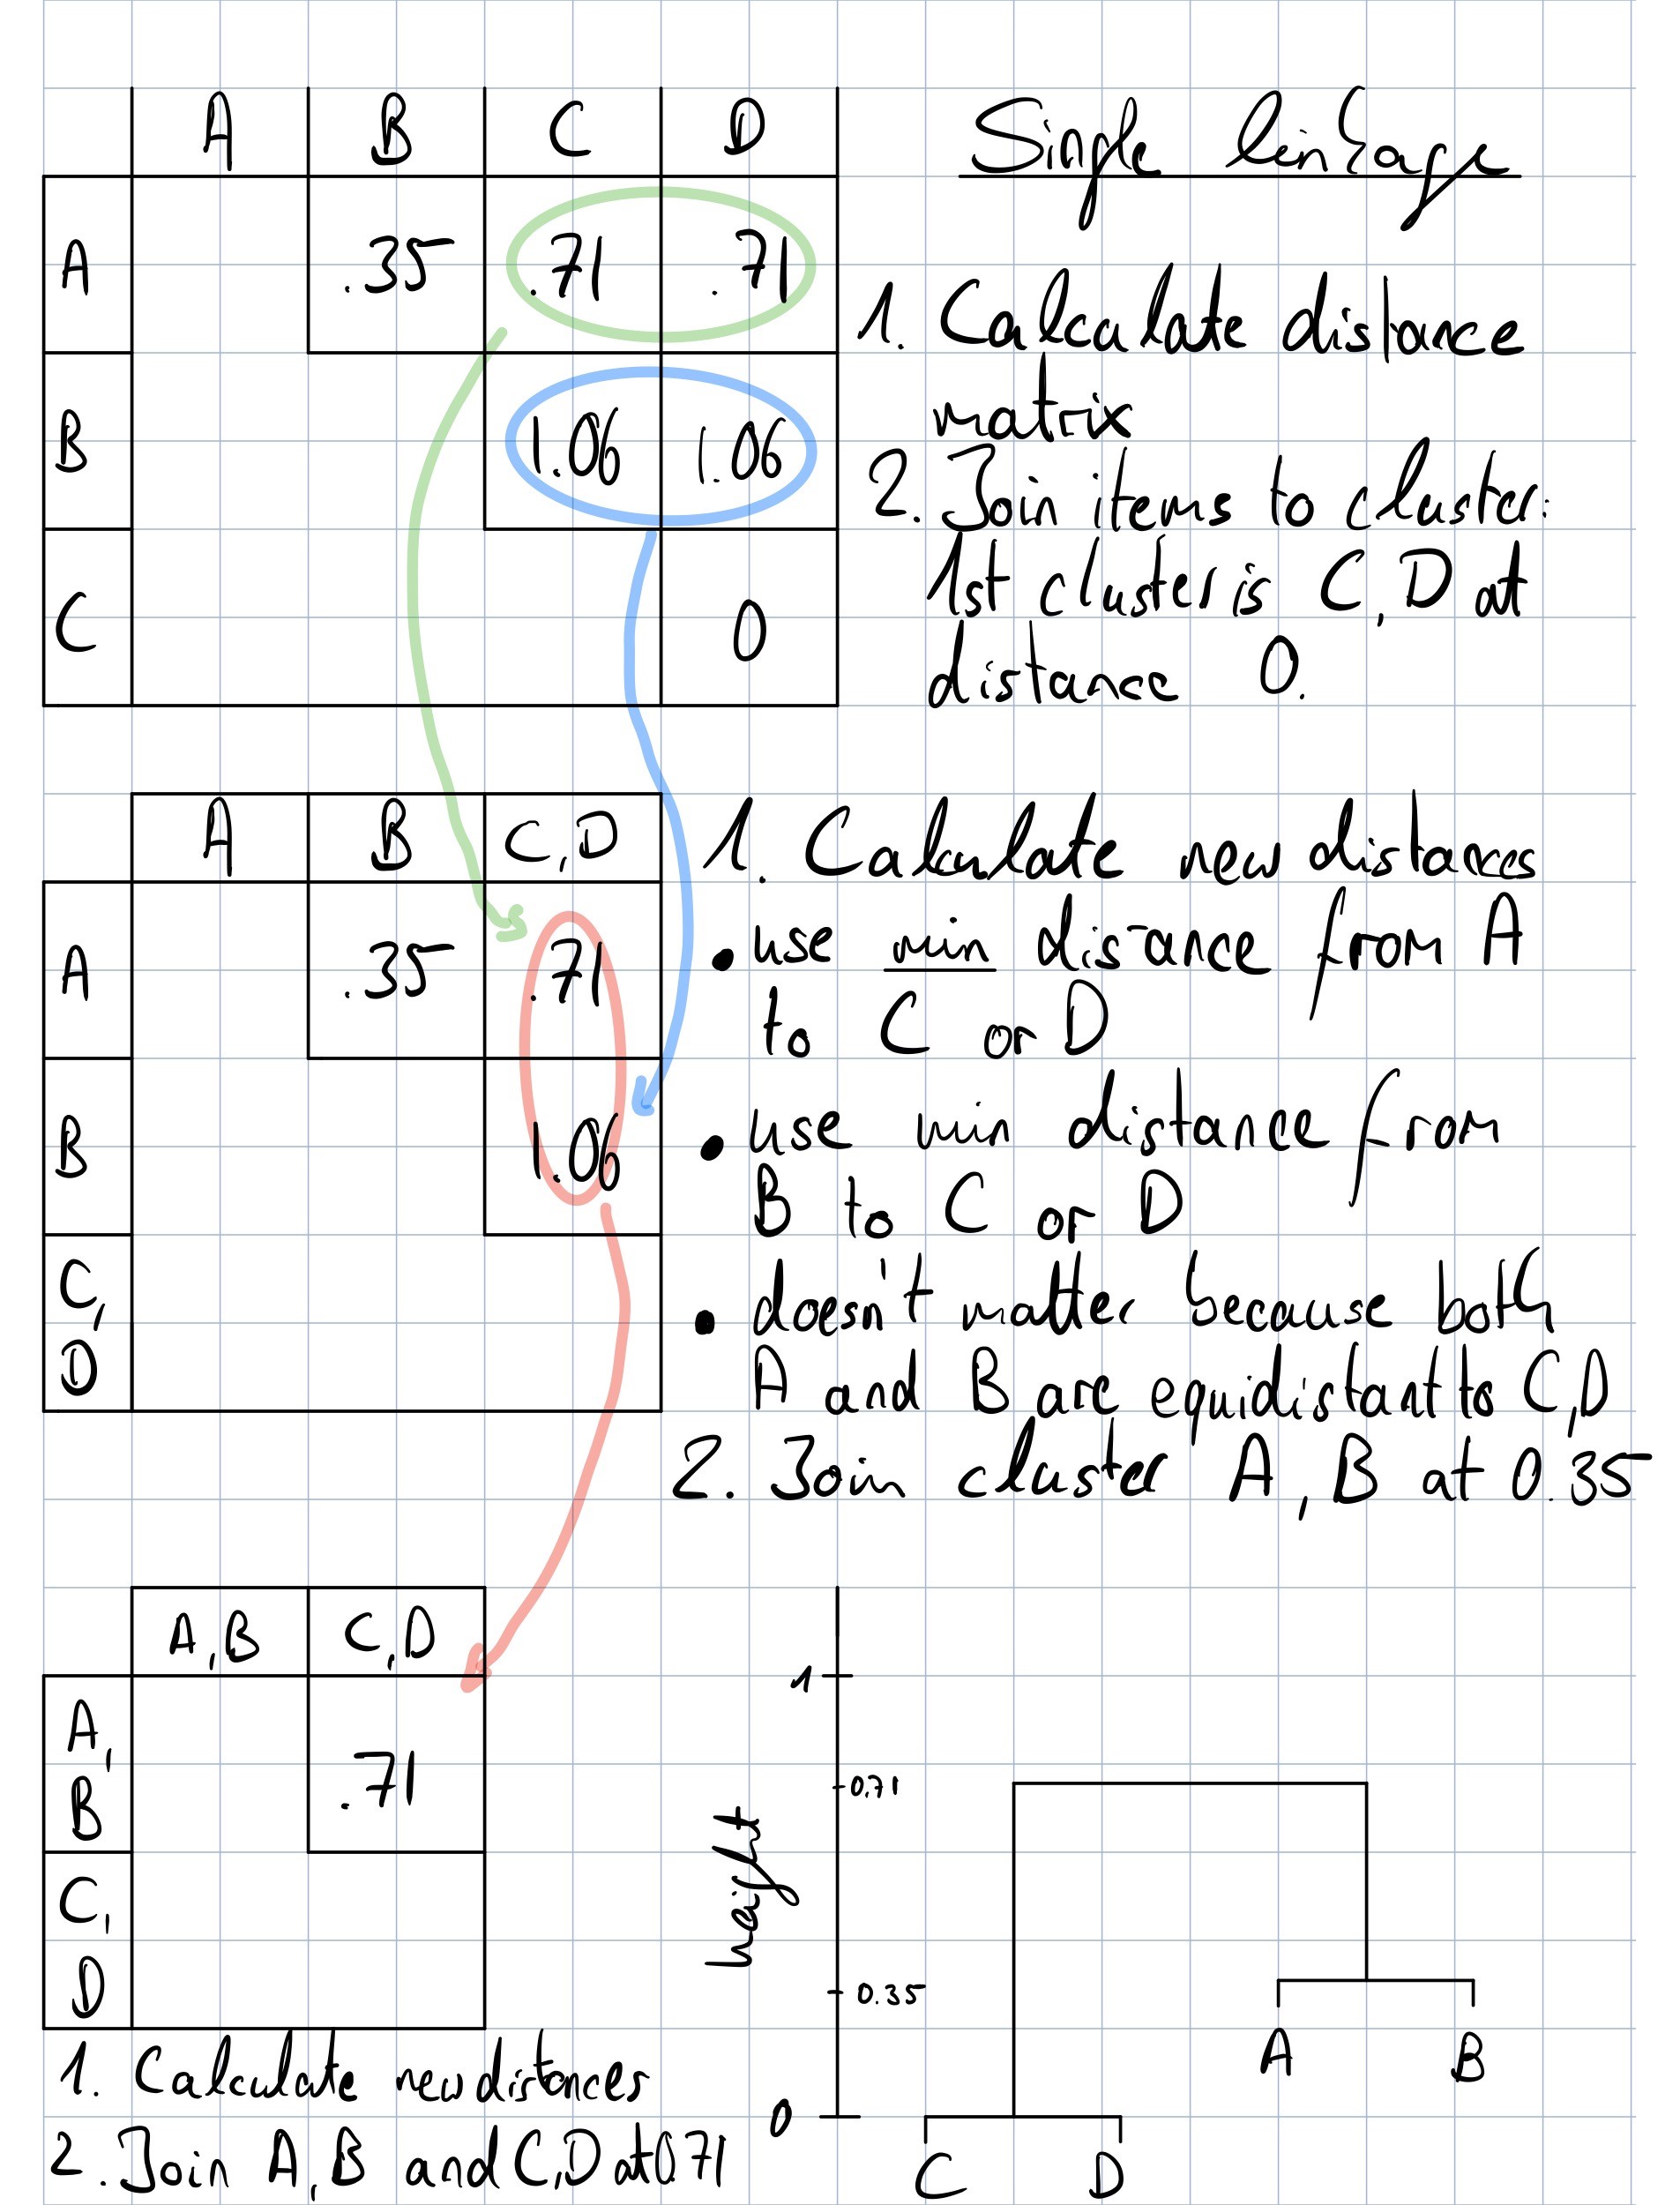 A B C D
Single linkage
A .35 .71 .71
1. Calculate distance
matrix
B 1.06 1.06
2. Join items to cluster:
1st cluster is C,D at
distance 0.
C 0
A B C,D
A .35 .71
B 1.06
C,
D
1. Calculate new distances
• use min disance from A
to C or D
• use min distance from
B to C or D
• doesn't matter because both
A and B are equidistant to C,D
2. Join cluster A,B at 0.35
A,B C,D
A,
B
.71
C,
D
1. Calculate new distances
2. Join A,B and C,D at 0.71
height
1
0,71
0.35
0
A B
C D